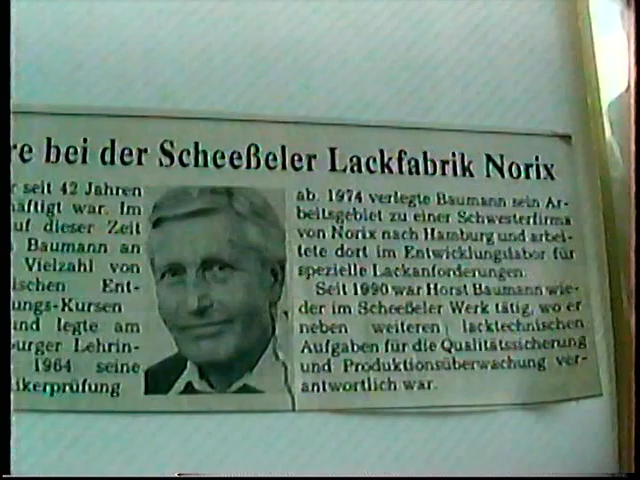 re bei der Scheeßeler Lackfabrik Norix
seit 42 Jahren
äftigt war. Im
uf dieser Zeit
Baumann an
Vielzahl von
ischen Ent-
ungs-Kursen
und legte am
urger Lehrin-
1964 seine
ikerprüfung
ab. 1974 verlegte Baumann sein Ar-
beitsgebiet zu einer Schwesterfirma
von Norix nach Hamburg und arbei-
tete dort im Entwicklungslabor für
spezielle Lackanforderungen.
Seit 1990 war Horst Baumann wie-
der im Scheeßeler Werk tätig, wo er
neben weiteren lacktechnischen
Aufgaben für die Qualitätssicherung
und Produktionsüberwachung ver-
antwortlich war.